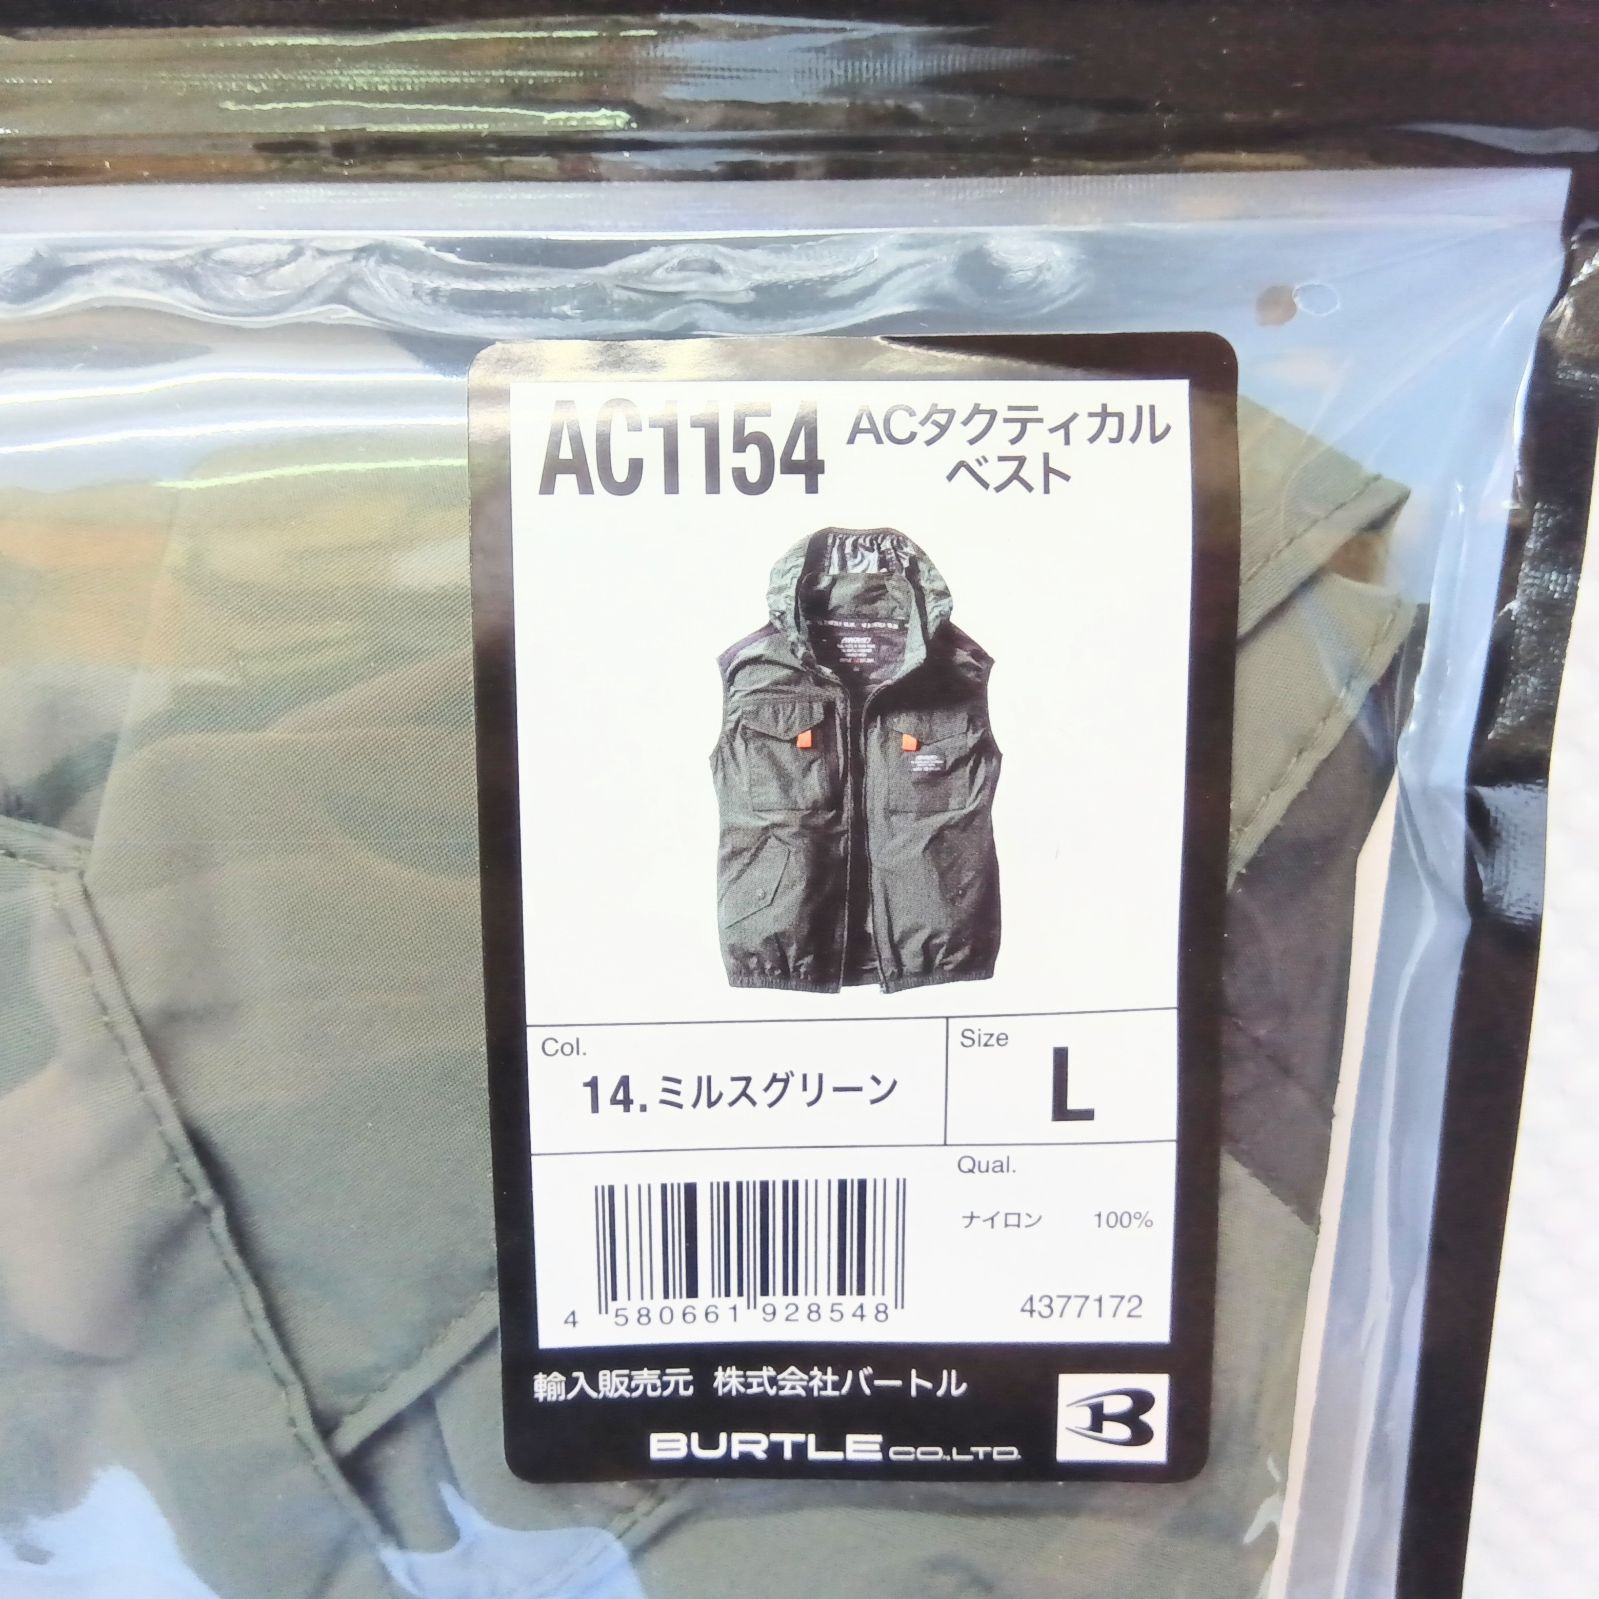 AC1154 ACタクティカル
ベスト
Col.
14.ミルスグリーン
Size
L
Qual.
ナイロン 100%
4 580661 928548
4377172
輸入販売元 株式会社バートル
BURTLE CO.,LTD.